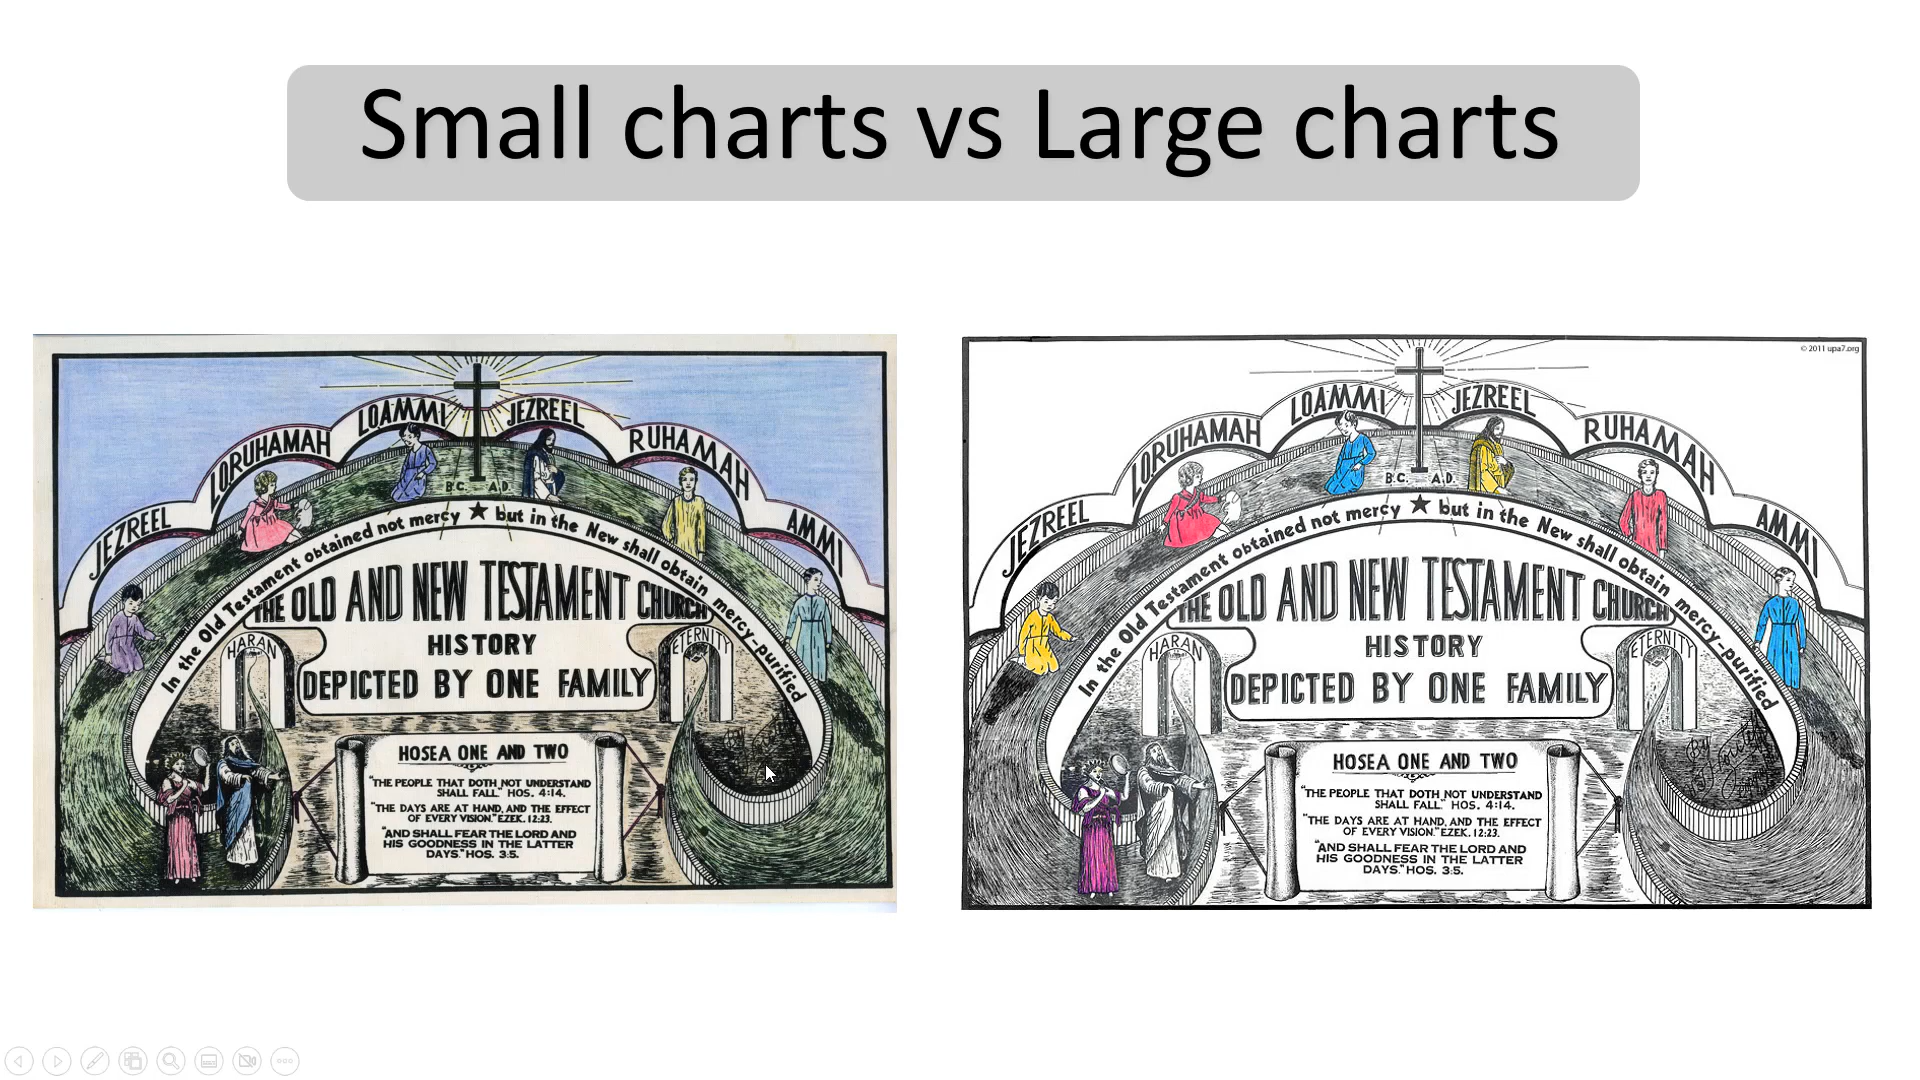 Small charts vs Large charts
JEZREEL
LORUHAMAH
LOAMMI
JEZREEL
RUHAMAH
AMMI
B.C. A.D.
In the Old Testament obtained not mercy ★ but in the New shall obtain mercy-purified
THE OLD AND NEW TESTAMENT CHURCH
HISTORY
DEPICTED BY ONE FAMILY
HARAN
ETERNITY
HOSEA ONE AND TWO
"THE PEOPLE THAT DOTH NOT UNDERSTAND
SHALL FALL" HOS. 4:14.
"THE DAYS ARE AT HAND, AND THE EFFECT
OF EVERY VISION." EZEK. 12:23.
"AND SHALL FEAR THE LORD AND
HIS GOODNESS IN THE LATTER
DAYS." HOS. 3:5.
© 2011 upa7.org
JEZREEL
LORUHAMAH
LOAMMI
JEZREEL
RUHAMAH
AMMI
B.C. A.D.
In the Old Testament obtained not mercy ★ but in the New shall obtain mercy-purified
THE OLD AND NEW TESTAMENT CHURCH
HISTORY
DEPICTED BY ONE FAMILY
HARAN
ETERNITY
By
HOSEA ONE AND TWO
"THE PEOPLE THAT DOTH NOT UNDERSTAND
SHALL FALL" HOS. 4:14.
"THE DAYS ARE AT HAND, AND THE EFFECT
OF EVERY VISION." EZEK. 12:23.
"AND SHALL FEAR THE LORD AND
HIS GOODNESS IN THE LATTER
DAYS." HOS. 3:5.